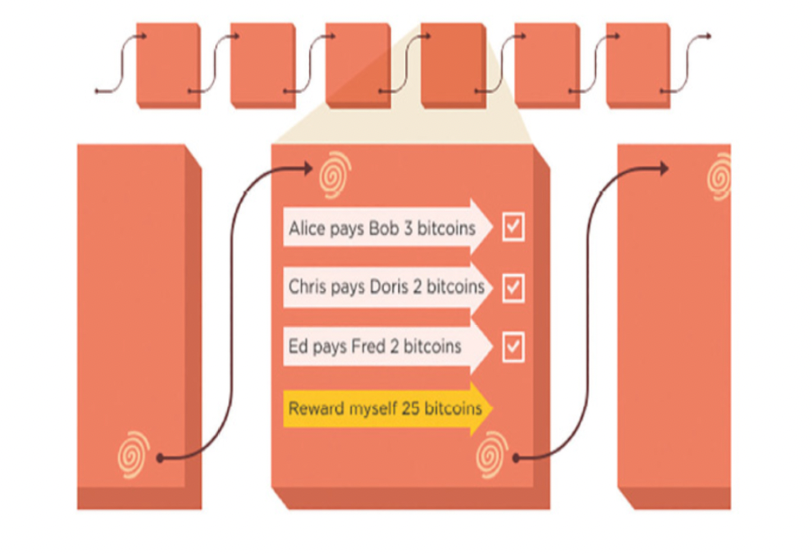 Alice pays Bob 3 bitcoins
Chris pays Doris 2 bitcoins
Ed pays Fred 2 bitcoins
Reward myself 25 bitcoins